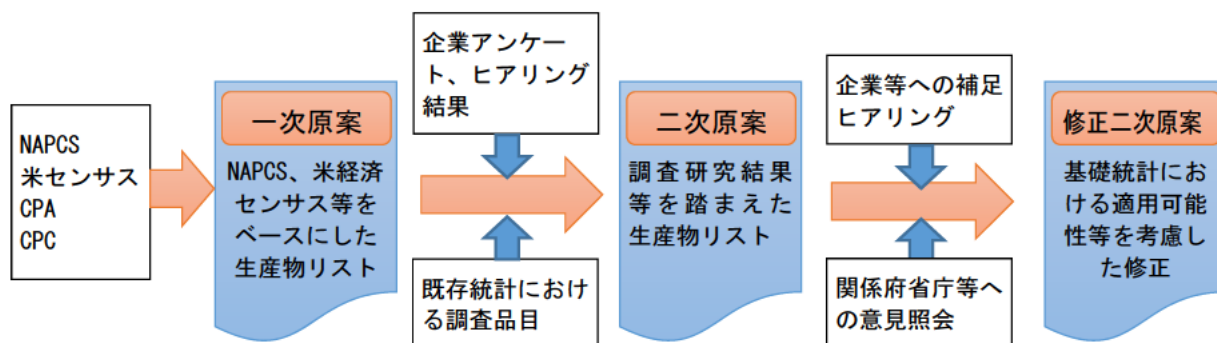 NAPCS
米センサス
CPA
CPC
一次原案
NAPCS、米経済
センサス等を
ベースにした
生産物リスト
企業アンケー
ト、ヒアリング
結果
既存統計におけ
る調査品目
二次原案
調査研究結果
等を踏まえた
生産物リスト
企業等への補足
ヒアリング
関係府省庁等へ
の意見照会
修正二次原案
基礎統計にお
ける適用可能
性等を考慮し
た修正